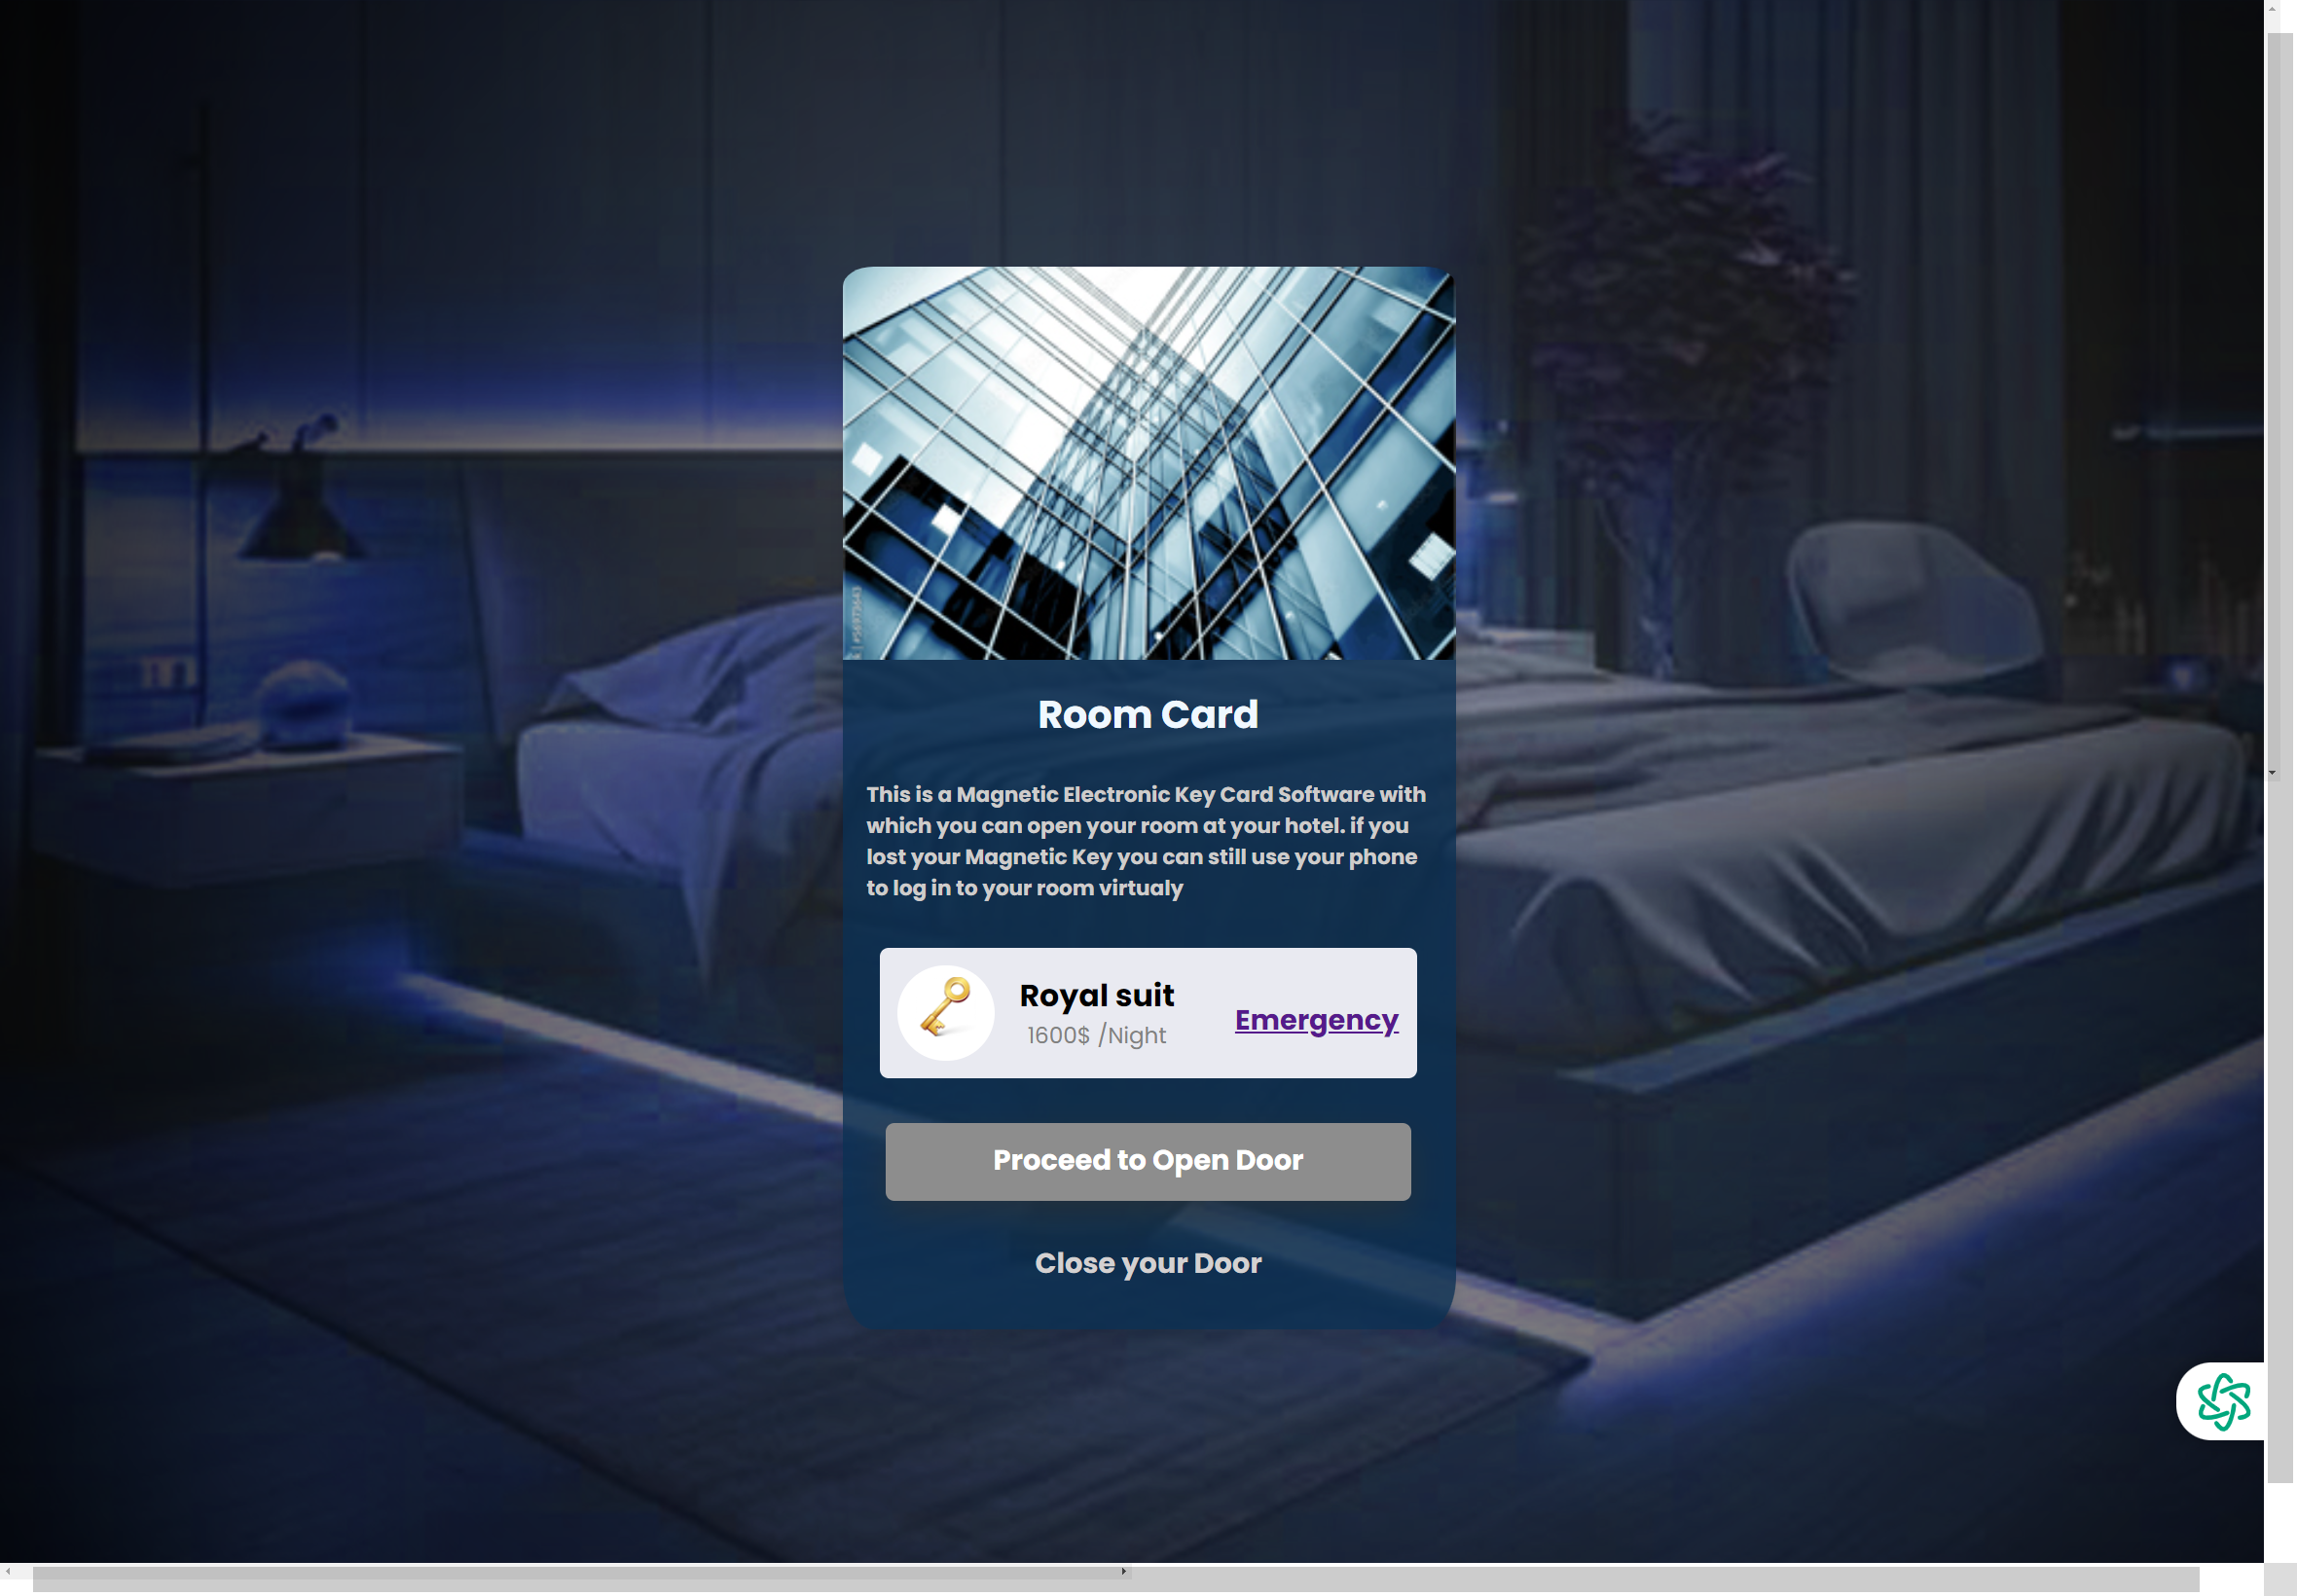 Room Card
This is a Magnetic Electronic Key Card Software with
which you can open your room at your hotel. if you
lost your Magnetic Key you can still use your phone
to log in to your room virtualy
Royal suit
1600$ /Night
Emergency
Proceed to Open Door
Close your Door